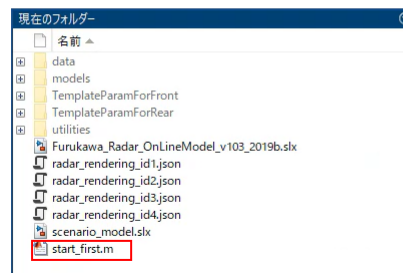 現在のフォルダー
名前
data
models
TemplateParamForFront
TemplateParamForRear
utilities
Furukawa_Radar_OnLineModel_v103_2019b.slx
radar_rendering_id1.json
radar_rendering_id2.json
radar_rendering_id3.json
radar_rendering_id4.json
scenario_model.slx
start_first.m